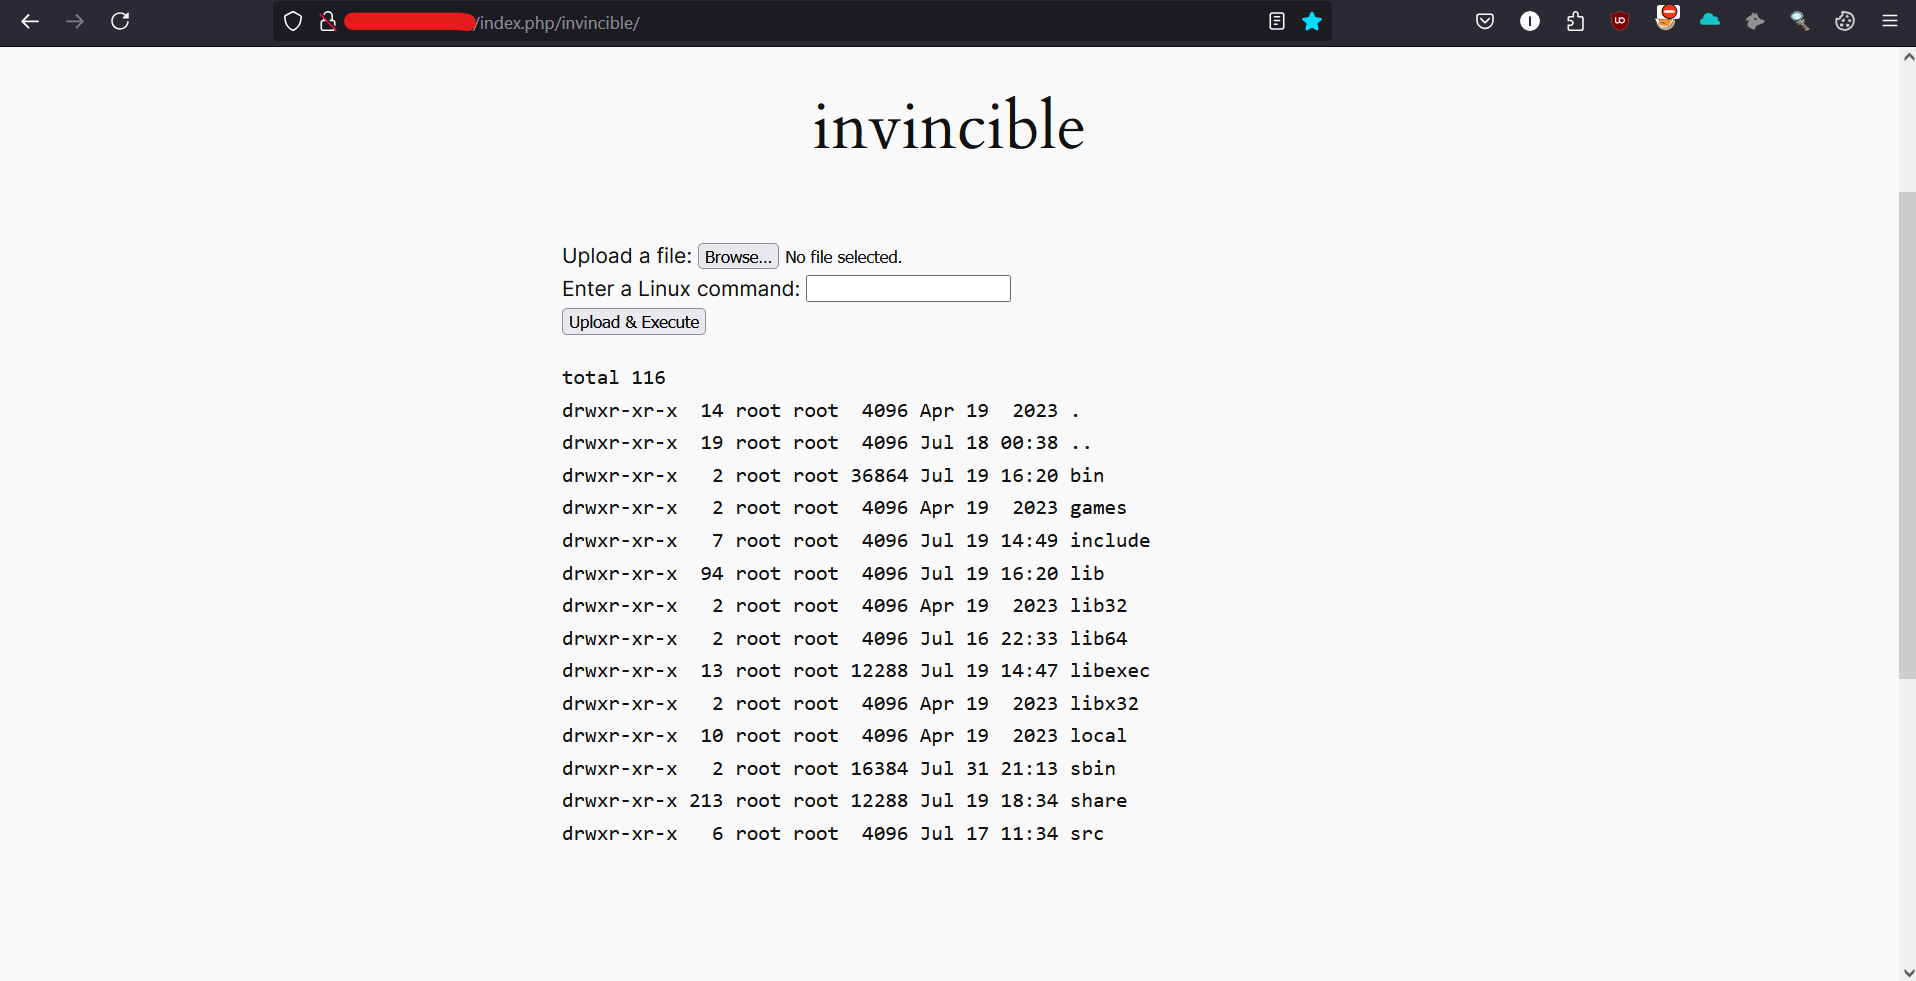 /index.php/invincible/
invincible
Upload a file: Browse... No file selected.
Enter a Linux command:
Upload & Execute
total 116
drwxr-xr-x  14 root root  4096 Apr 19  2023 .
drwxr-xr-x  19 root root  4096 Jul 18 00:38 ..
drwxr-xr-x   2 root root 36864 Jul 19 16:20 bin
drwxr-xr-x   2 root root  4096 Apr 19  2023 games
drwxr-xr-x   7 root root  4096 Jul 19 14:49 include
drwxr-xr-x  94 root root  4096 Jul 19 16:20 lib
drwxr-xr-x   2 root root  4096 Apr 19  2023 lib32
drwxr-xr-x   2 root root  4096 Jul 16 22:33 lib64
drwxr-xr-x  13 root root 12288 Jul 19 14:47 libexec
drwxr-xr-x   2 root root  4096 Apr 19  2023 libx32
drwxr-xr-x  10 root root  4096 Apr 19  2023 local
drwxr-xr-x   2 root root 16384 Jul 31 21:13 sbin
drwxr-xr-x 213 root root 12288 Jul 19 18:34 share
drwxr-xr-x   6 root root  4096 Jul 17 11:34 src